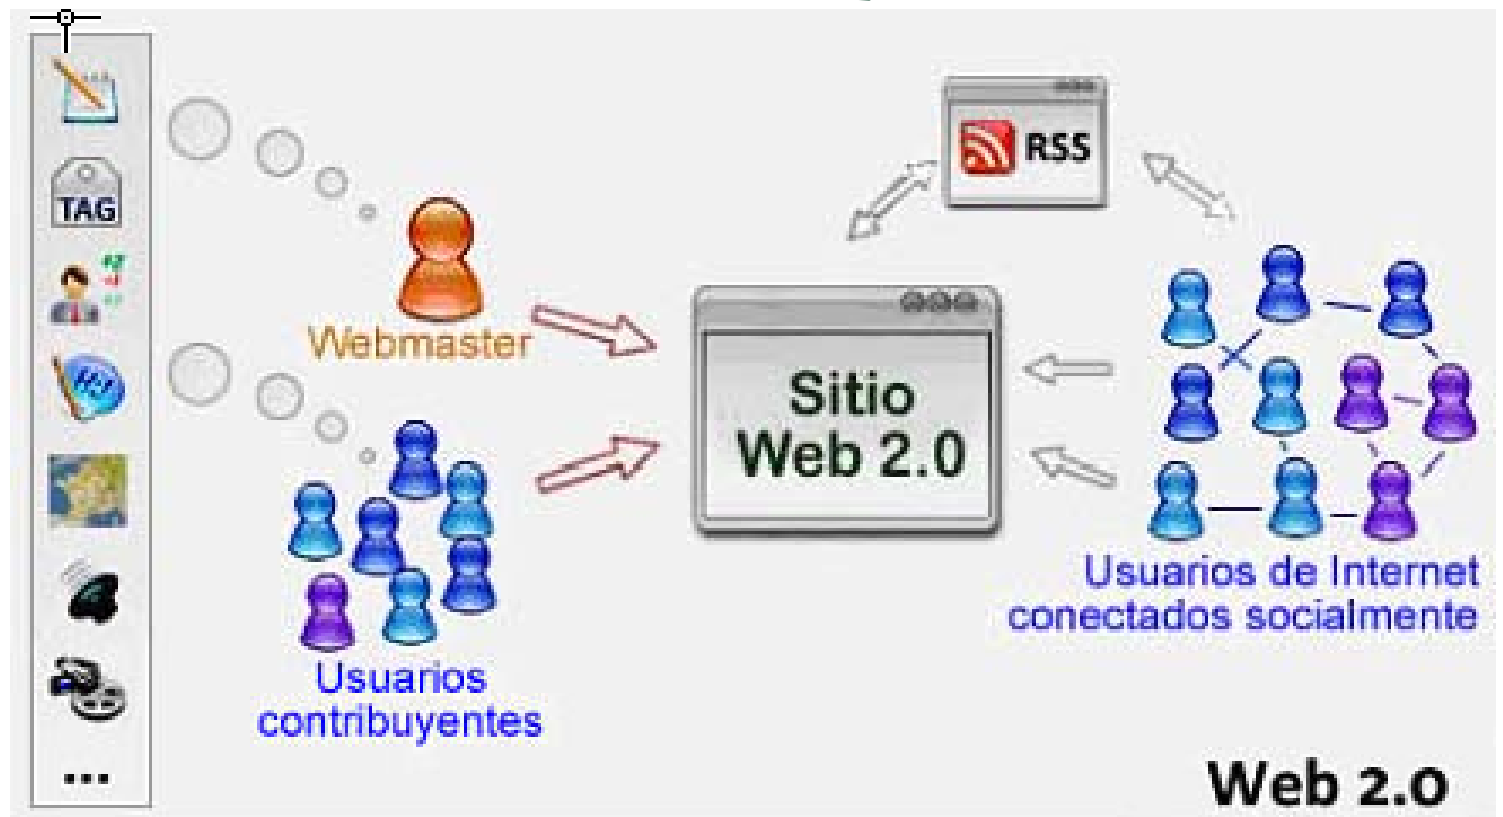 TAG
RSS
Webmaster
Sitio
Web 2.0
Usuarios de Internet
conectados socialmente
Usuarios
contribuyentes
...
Web 2.0